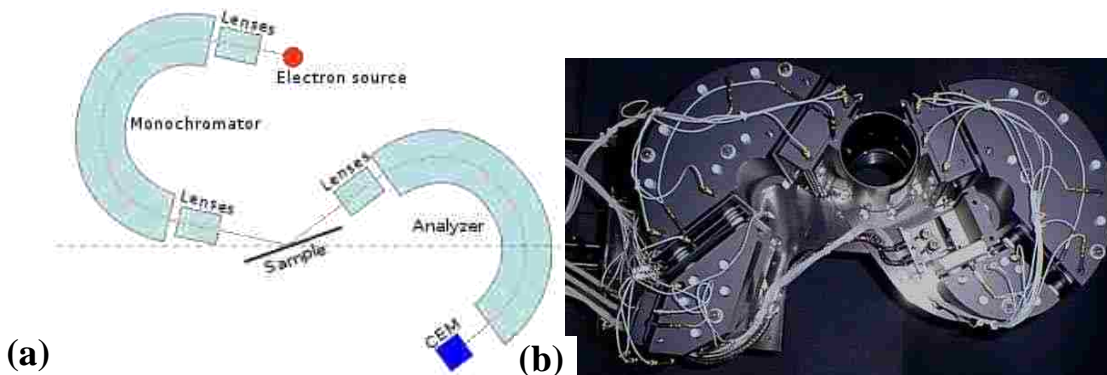 Lenses
Electron source
Monochromator
Lenses
Lenses
Analyzer
Sample
CEM
(a)
(b)